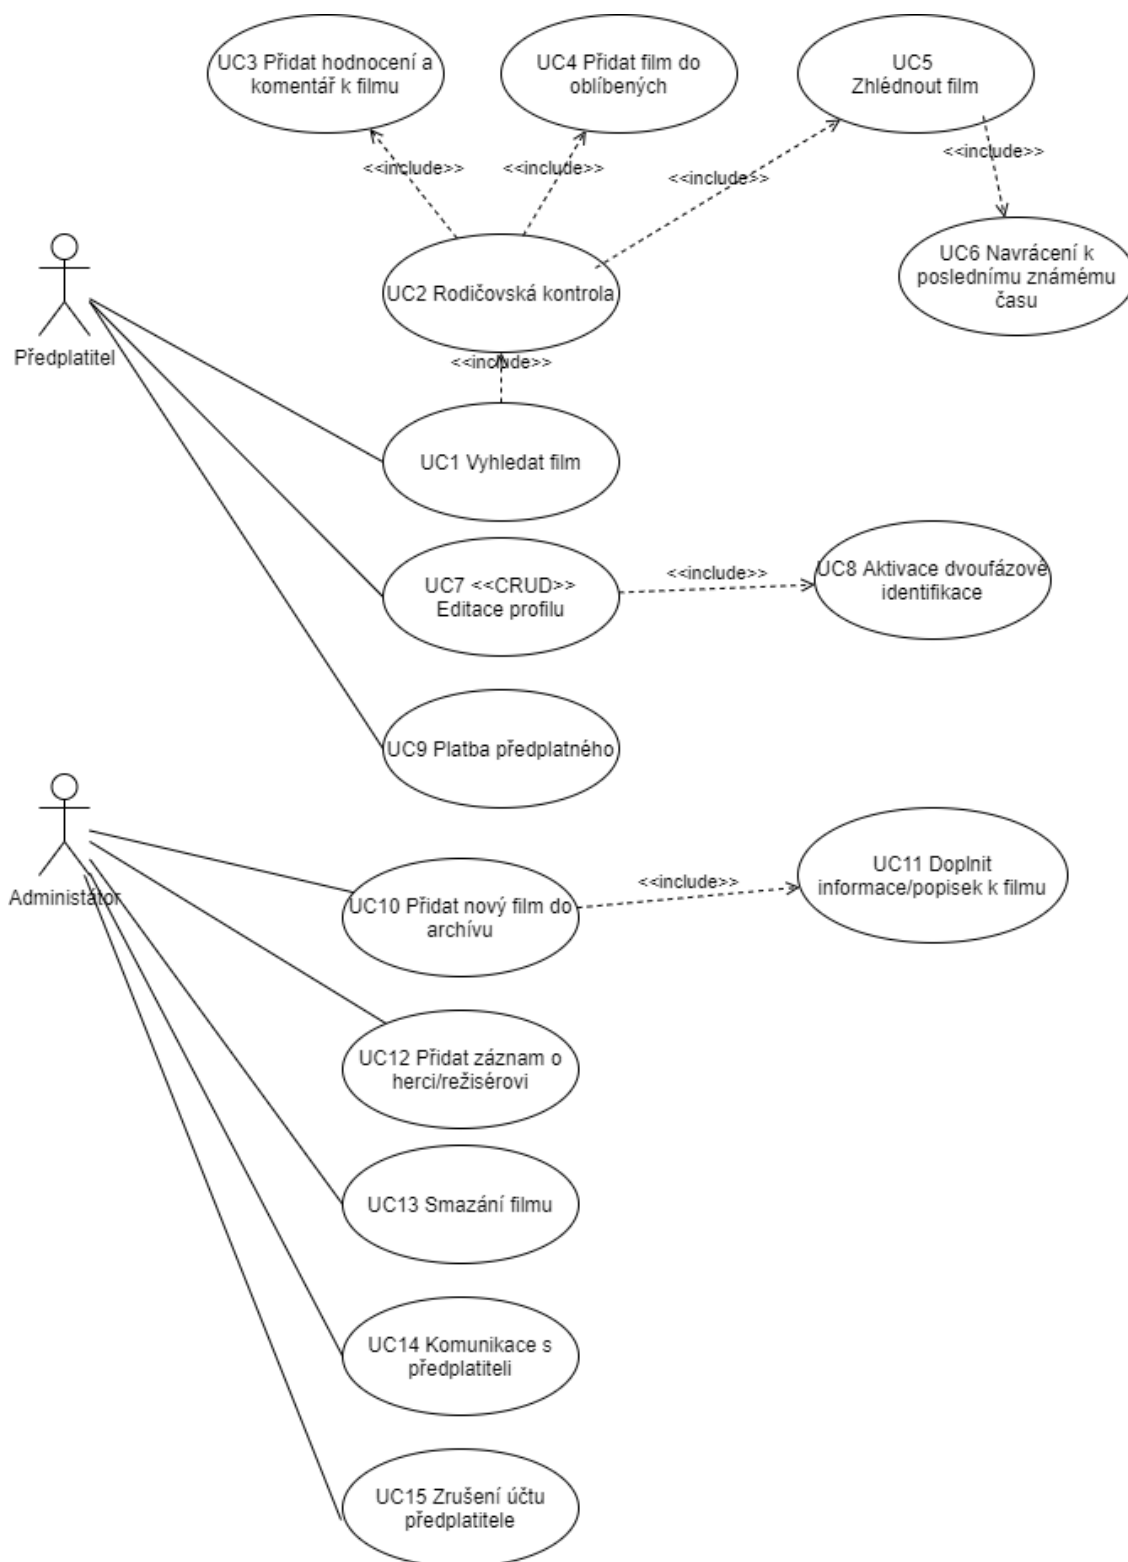 UC3 Přidat hodnocení a
komentář k filmu
UC4 Přidat film do
oblíbených
UC5
Zhlédnout film
<<include>>
<<include>>
<<include>>
<<include>>
UC6 Navrácení k
poslednímu známému
času
UC2 Rodičovská kontrola
Předplatitel
<<include>>
UC1 Vyhledat film
UC7 <<CRUD>>
Editace profilu
<<include>>
UC8 Aktivace dvoufázové
identifikace
UC9 Platba předplatného
Administátor
UC10 Přidat nový film do
archívu
<<include>>
UC11 Doplnit
informace/popisek k filmu
UC12 Přidat záznam o
herci/režisérovi
UC13 Smazání filmu
UC14 Komunikace s
předplatiteli
UC15 Zrušení účtu
předplatitele